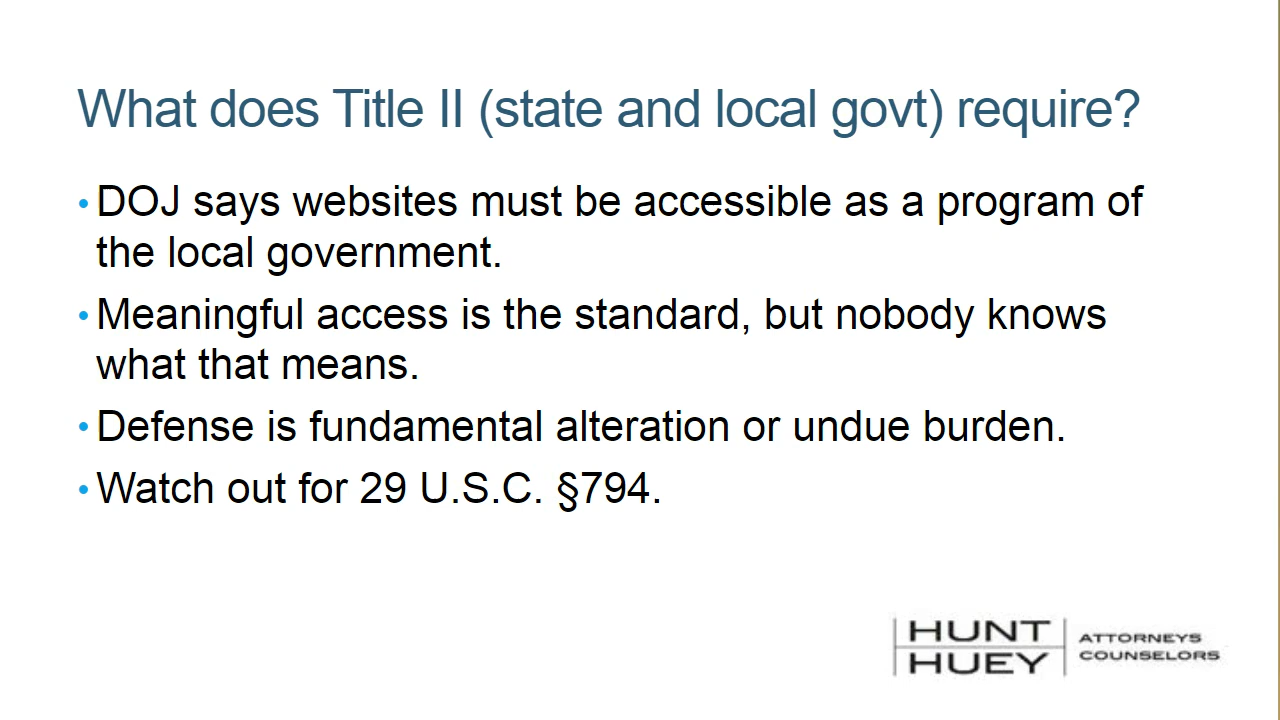 What does Title II (state and local govt) require?
• DOJ says websites must be accessible as a program of
the local government.
• Meaningful access is the standard, but nobody knows
what that means.
• Defense is fundamental alteration or undue burden.
• Watch out for 29 U.S.C. §794.
HUNT
HUEY
ATTORNEYS
COUNSELORS